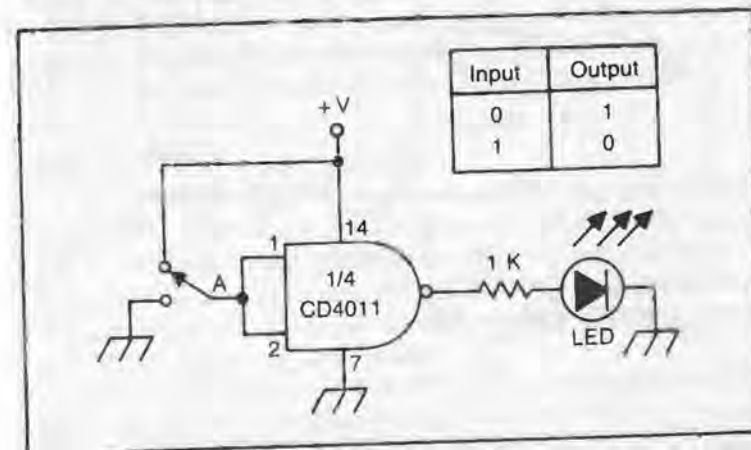 Input Output
0 1
1 0
+V
14
1
A
1/4
CD4011
2
7
1 K
LED